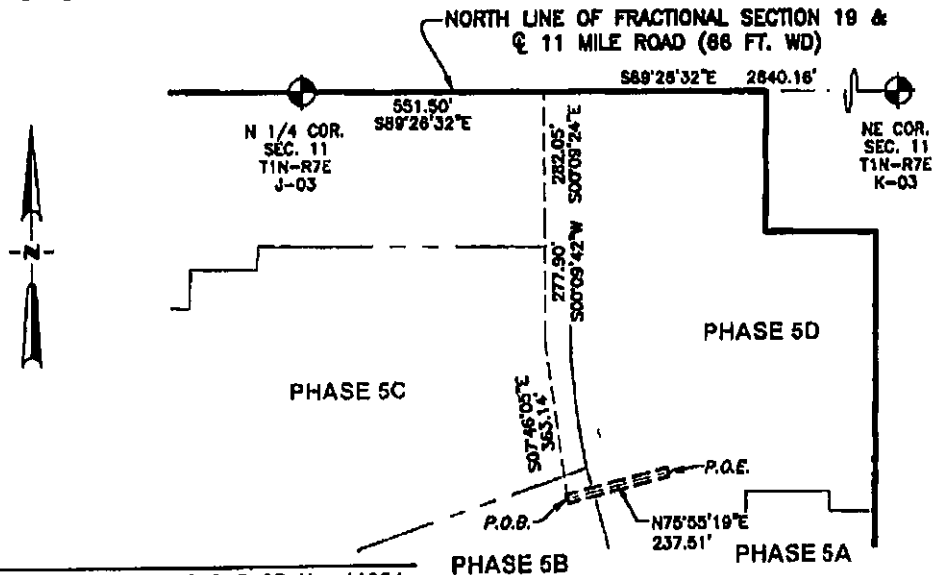 NORTH LINE OF FRACTIONAL SECTION 19 &
℄ 11 MILE ROAD (66 FT. WD)
S89°26'32"E 2640.16'
551.50'
S89°26'32"E
N 1/4 COR.
SEC. 11
T1N-R7E
J-03
NE COR.
SEC. 11
T1N-R7E
K-03
282.05'
S00°09'24"E
N
277.90'
S00°09'42"W
PHASE 5D
PHASE 5C
S07°46'05"E
363.14'
P.O.E.
P.O.B.
N75°55'19"E
237.51'
PHASE 5B
PHASE 5A